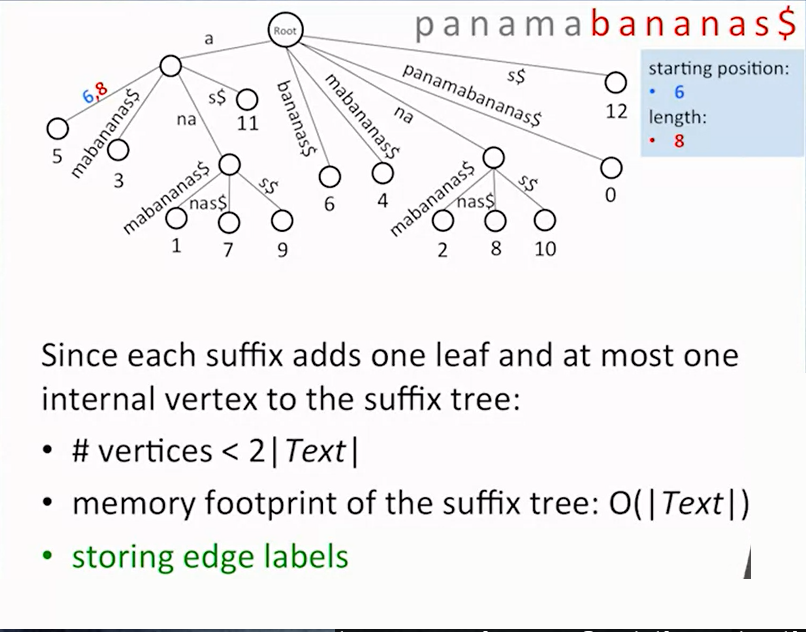 panamabananas$
Root
a
s$
starting position:
• 6
length:
• 8
panamabananas$
12
6,8
mabananas$
s$
bananas$
mabananas$
na
na
11
5
3
mabananas$
nas$
s$
6
4
mabananas$
nas$
s$
0
1
7
9
2
8
10
Since each suffix adds one leaf and at most one
internal vertex to the suffix tree:
• # vertices < 2|Text|
• memory footprint of the suffix tree: O(|Text|)
• storing edge labels